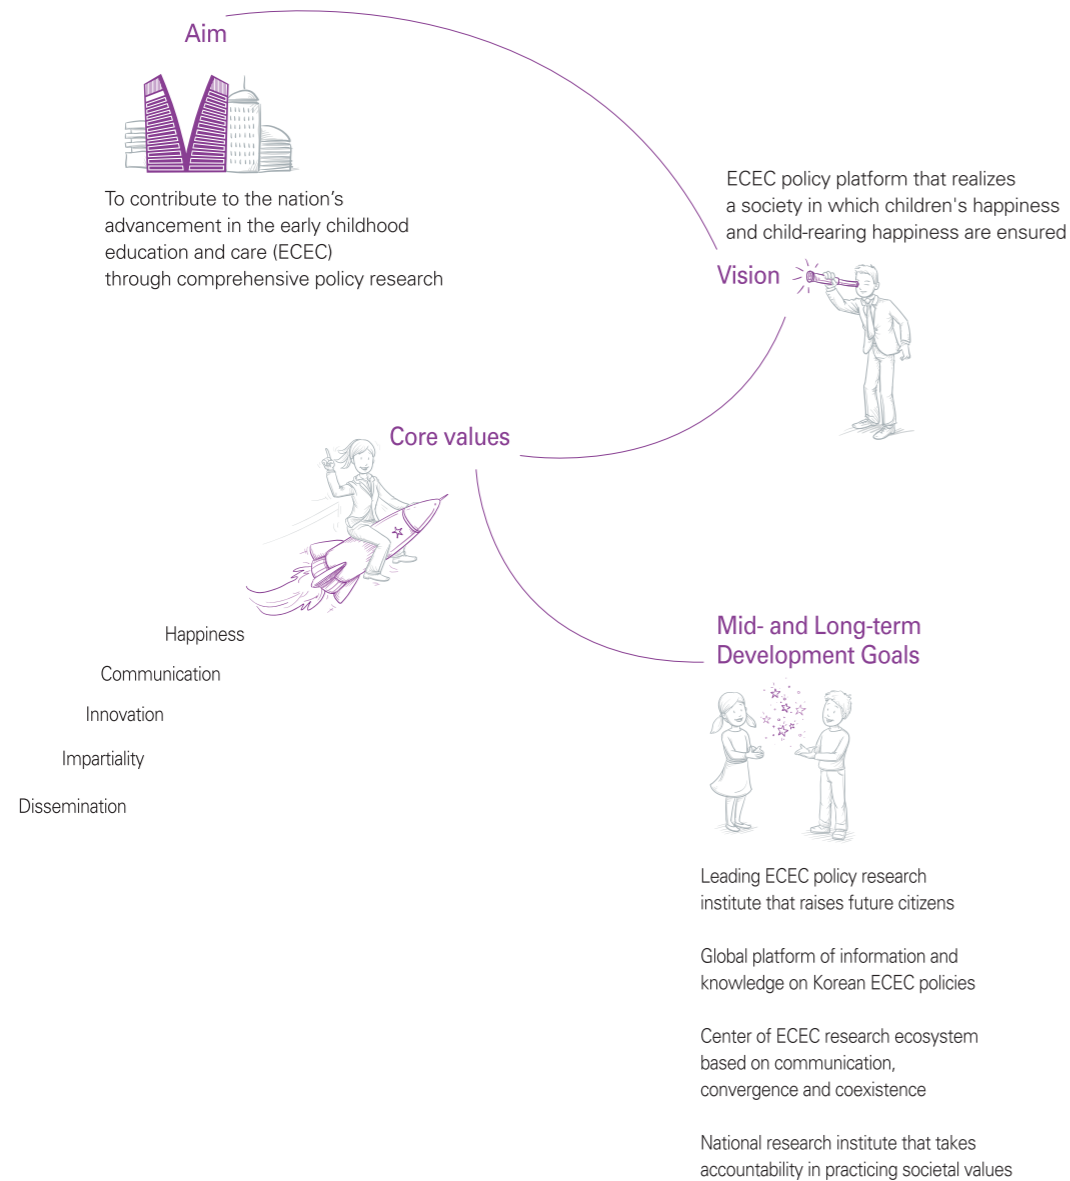 Aim
To contribute to the nation’s
advancement in the early childhood
education and care (ECEC)
through comprehensive policy research
ECEC policy platform that realizes
a society in which children's happiness
and child-rearing happiness are ensured
Vision
Core values
Happiness
Communication
Innovation
Impartiality
Dissemination
Mid- and Long-term
Development Goals
Leading ECEC policy research
institute that raises future citizens
Global platform of information and
knowledge on Korean ECEC policies
Center of ECEC research ecosystem
based on communication,
convergence and coexistence
National research institute that takes
accountability in practicing societal values